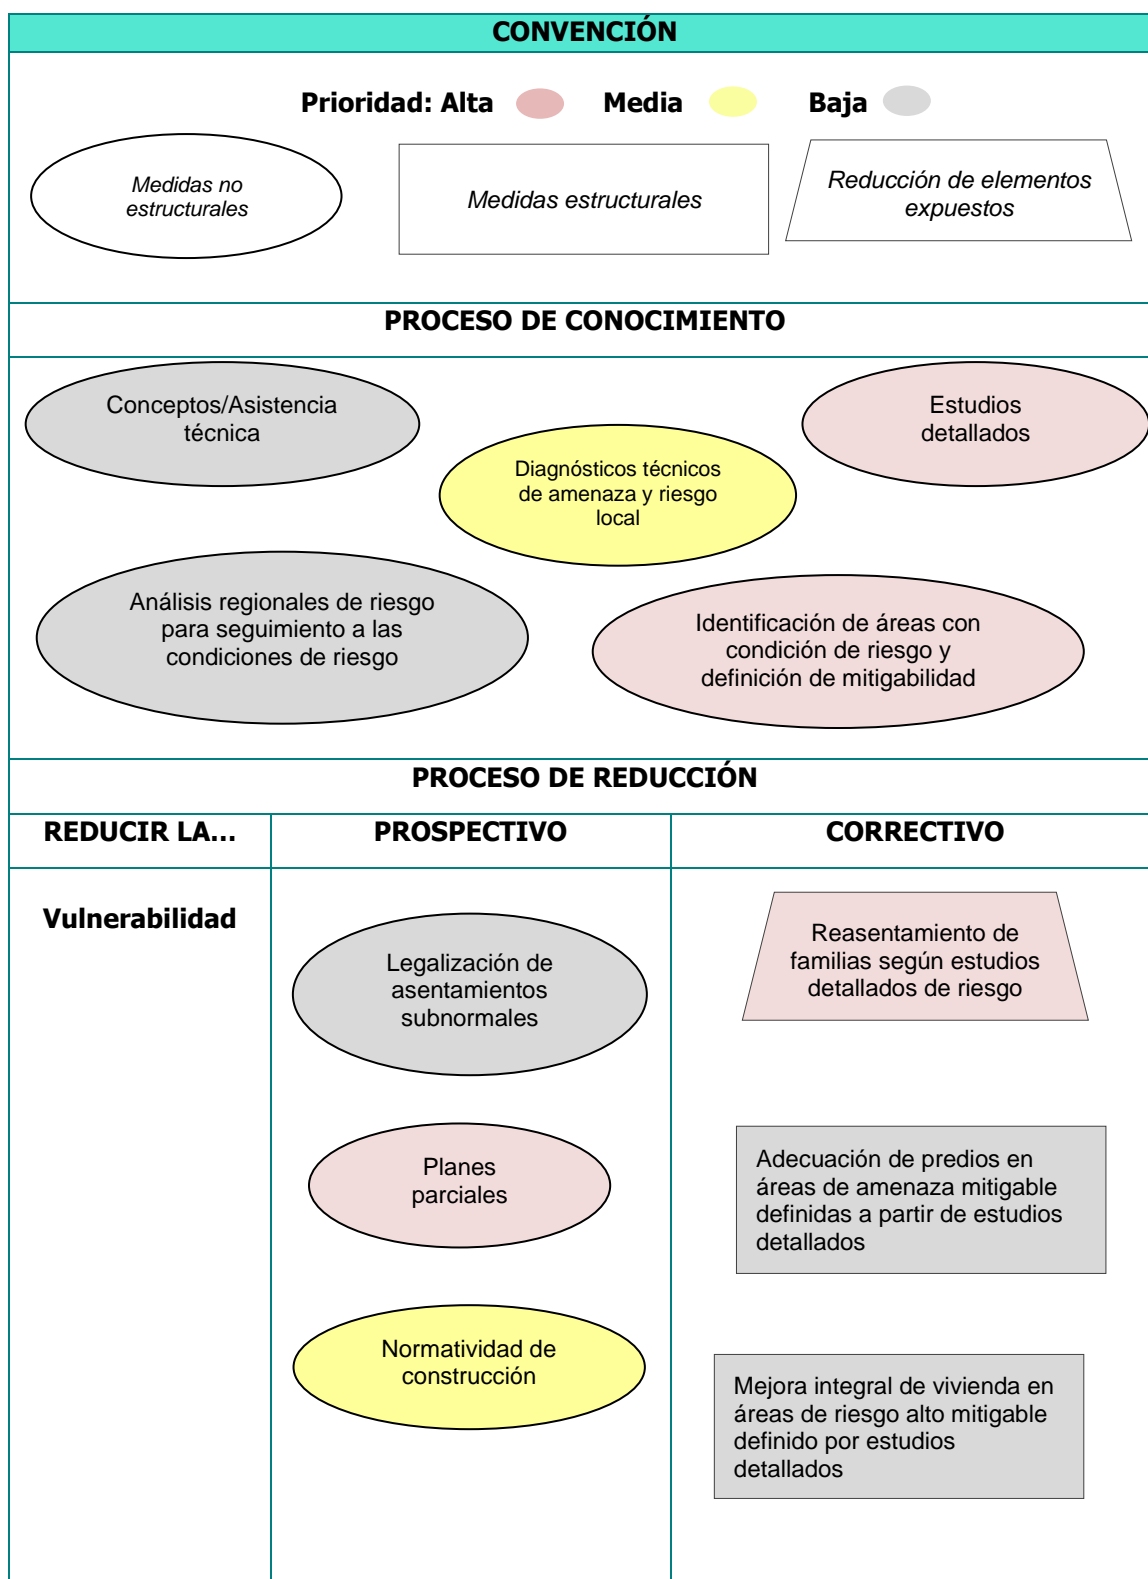 CONVENCIÓN
Prioridad: Alta Media Baja
Medidas no
estructurales
Medidas estructurales
Reducción de elementos
expuestos
PROCESO DE CONOCIMIENTO
Conceptos/Asistencia
técnica
Estudios
detallados
Diagnósticos técnicos
de amenaza y riesgo
local
Análisis regionales de riesgo
para seguimiento a las
condiciones de riesgo
Identificación de áreas con
condición de riesgo y
definición de mitigabilidad
PROCESO DE REDUCCIÓN
REDUCIR LA... PROSPECTIVO CORRECTIVO
Vulnerabilidad
Legalización de
asentamientos
subnormales
Planes
parciales
Normatividad de
construcción
Reasentamiento de
familias según estudios
detallados de riesgo
Adecuación de predios en
áreas de amenaza mitigable
definidas a partir de estudios
detallados
Mejora integral de vivienda en
áreas de riesgo alto mitigable
definido por estudios
detallados